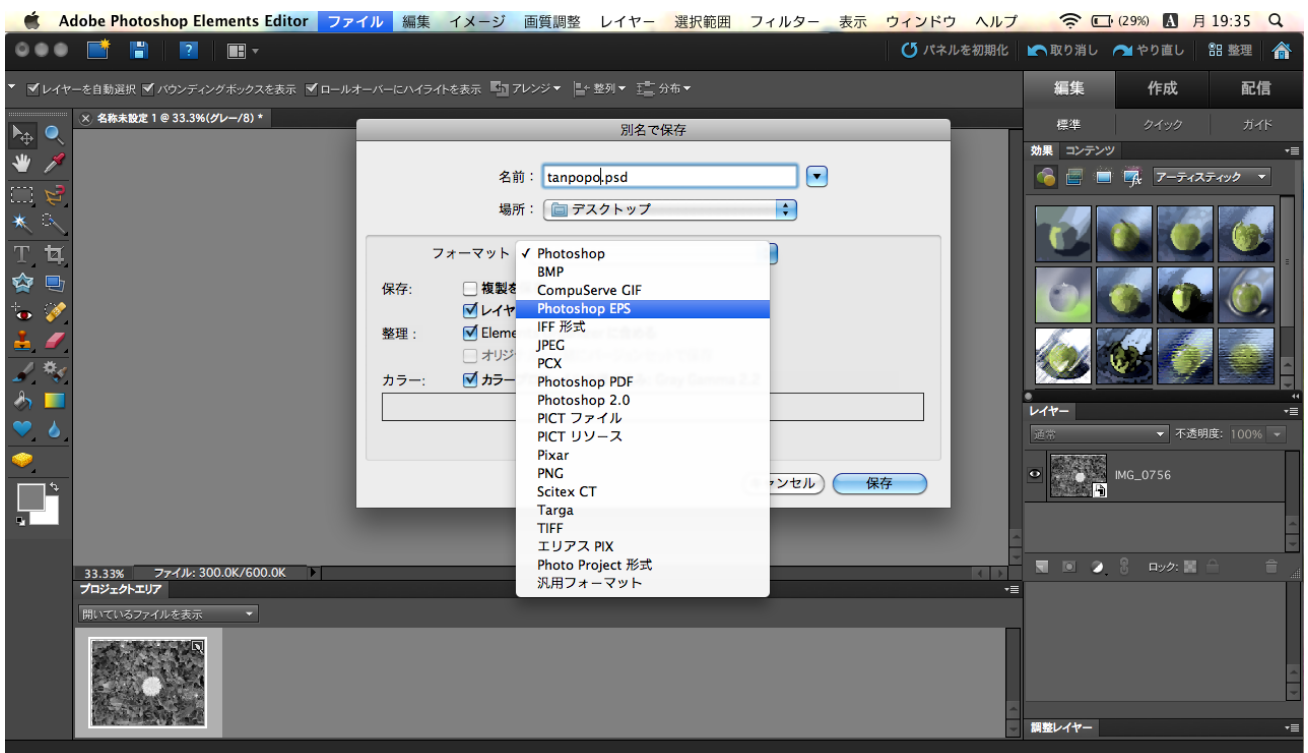 Adobe Photoshop Elements Editor ファイル 編集 イメージ 画質調整 レイヤー 選択範囲 フィルター 表示 ウィンドウ ヘルプ (29%) A 月 19:35
? パネルを初期化 取り消し やり直し 整理
レイヤーを自動選択 バウンディングボックスを表示 ロールオーバーにハイライトを表示 アレンジ 整列 分布
編集 作成 配信
名称未設定 1 @ 33.3%(グレー/8) *
標準 クイック ガイド
効果 コンテンツ
アーティスティック
別名で保存
名前: tanpopo.psd
場所: デスクトップ
フォーマット ✓ Photoshop
BMP
CompuServe GIF
Photoshop EPS
IFF 形式
JPEG
PCX
Photoshop PDF
Photoshop 2.0
PICT ファイル
PICT リソース
Pixar
PNG
Scitex CT
Targa
TIFF
エリアス PIX
Photo Project 形式
汎用フォーマット
保存: 複製を
レイヤ
整理: Eleme
オリジ
カラー: カラー
ャンセル 保存
レイヤー
通常 不透明度: 100%
IMG_0756
ロック:
33.33% ファイル: 300.0K/600.0K
プロジェクトエリア
開いているファイルを表示
調整レイヤー